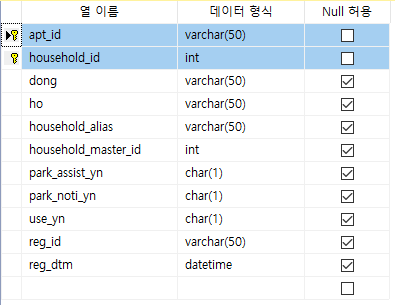 열 이름 데이터 형식 Null 허용
apt_id varchar(50)
household_id int
dong varchar(50)
ho varchar(50)
household_alias varchar(50)
household_master_id int
park_assist_yn char(1)
park_noti_yn char(1)
use_yn char(1)
reg_id varchar(50)
reg_dtm datetime